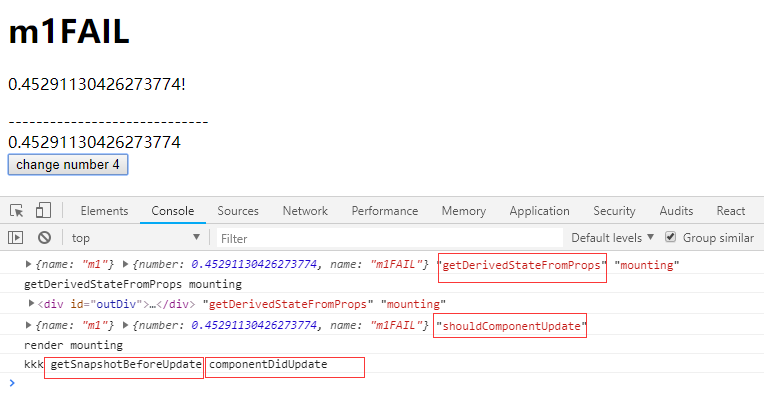 m1FAIL
0.45291130426273774!
----------------------------
0.45291130426273774
change number 4
Elements Console Sources Network Performance Memory Application Security Audits React
top Filter Default levels Group similar
{name: "m1"} {number: 0.45291130426273774, name: "m1FAIL"} "getDerivedStateFromProps" "mounting"
getDerivedStateFromProps mounting
<div id="outDiv">…</div> "getDerivedStateFromProps" "mounting"
{name: "m1"} {number: 0.45291130426273774, name: "m1FAIL"} "shouldComponentUpdate"
render mounting
kkk getSnapshotBeforeUpdate componentDidUpdate